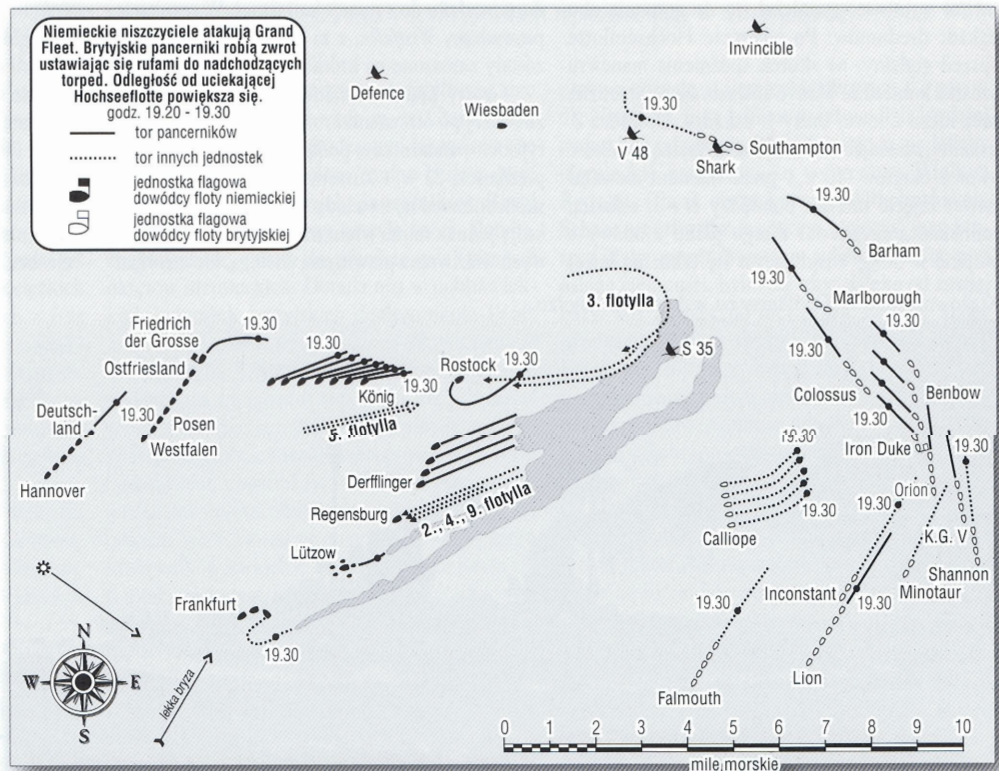 Niemieckie niszczyciele atakują Grand
Fleet. Brytyjskie pancerniki robią zwrot
ustawiając się rufami do nadchodzących
torped. Odległość od uciekającej
Hochseeflotte powiększa się.
godz. 19.20 - 19.30
tor pancerników
tor innych jednostek
jednostka flagowa
dowódcy floty niemieckiej
jednostka flagowa
dowódcy floty brytyjskiej
Invincible
Defence
Wiesbaden
19.30
V 48
Shark
Southampton
19.30
Barham
19.30
Marlborough
19.30
19.30
Colossus
19.30
Benbow
Iron Duke
19.30
3. flotylla
S 35
Friedrich
der Grosse
19.30
Ostfriesland
19.30
Rostock
19.30
König
19.30
Deutsch-
land
19.30
Posen
Westfalen
5. flotylla
Hannover
Derfflinger
Regensburg
2., 4., 9. flotylla
Lützow
Frankfurt
19.30
19.30
19.30
Calliope
Orion
19.30
K.G. V
Shannon
Minotaur
Inconstant
19.30
19.30
Lion
Falmouth
N
W
E
S
lekka bryza
0 1 2 3 4 5 6 7 8 9 10
mile morskie